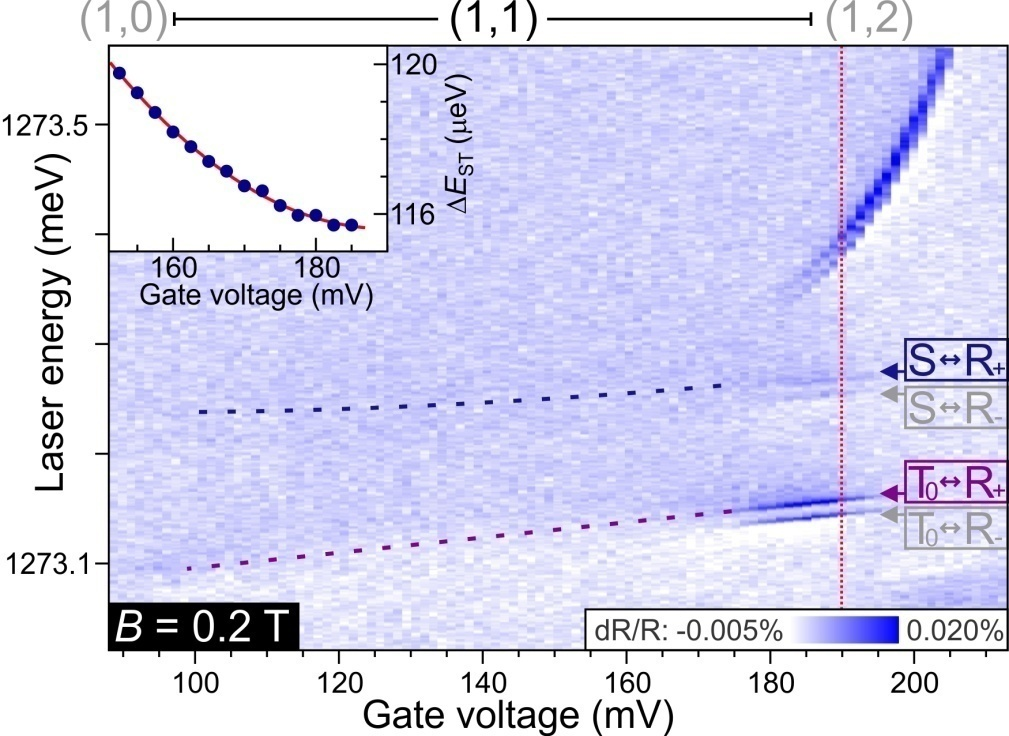 (1,0) (1,1) (1,2)
120
116
ΔE_ST (μeV)
160 180
Gate voltage (mV)
1273.5
1273.1
Laser energy (meV)
S↔R₊
S↔R₋
T₀↔R₊
T₀↔R₋
B = 0.2 T
dR/R: -0.005% 0.020%
100 120 140 160 180 200
Gate voltage (mV)